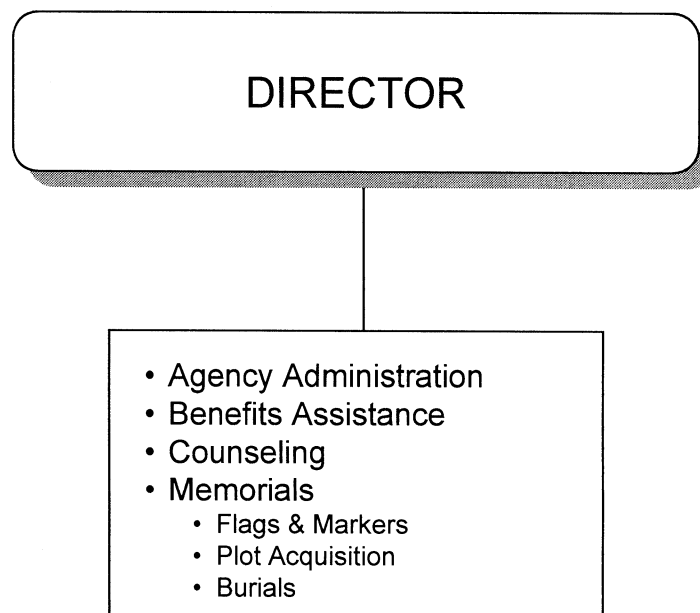 DIRECTOR
• Agency Administration
• Benefits Assistance
• Counseling
• Memorials
• Flags & Markers
• Plot Acquisition
• Burials